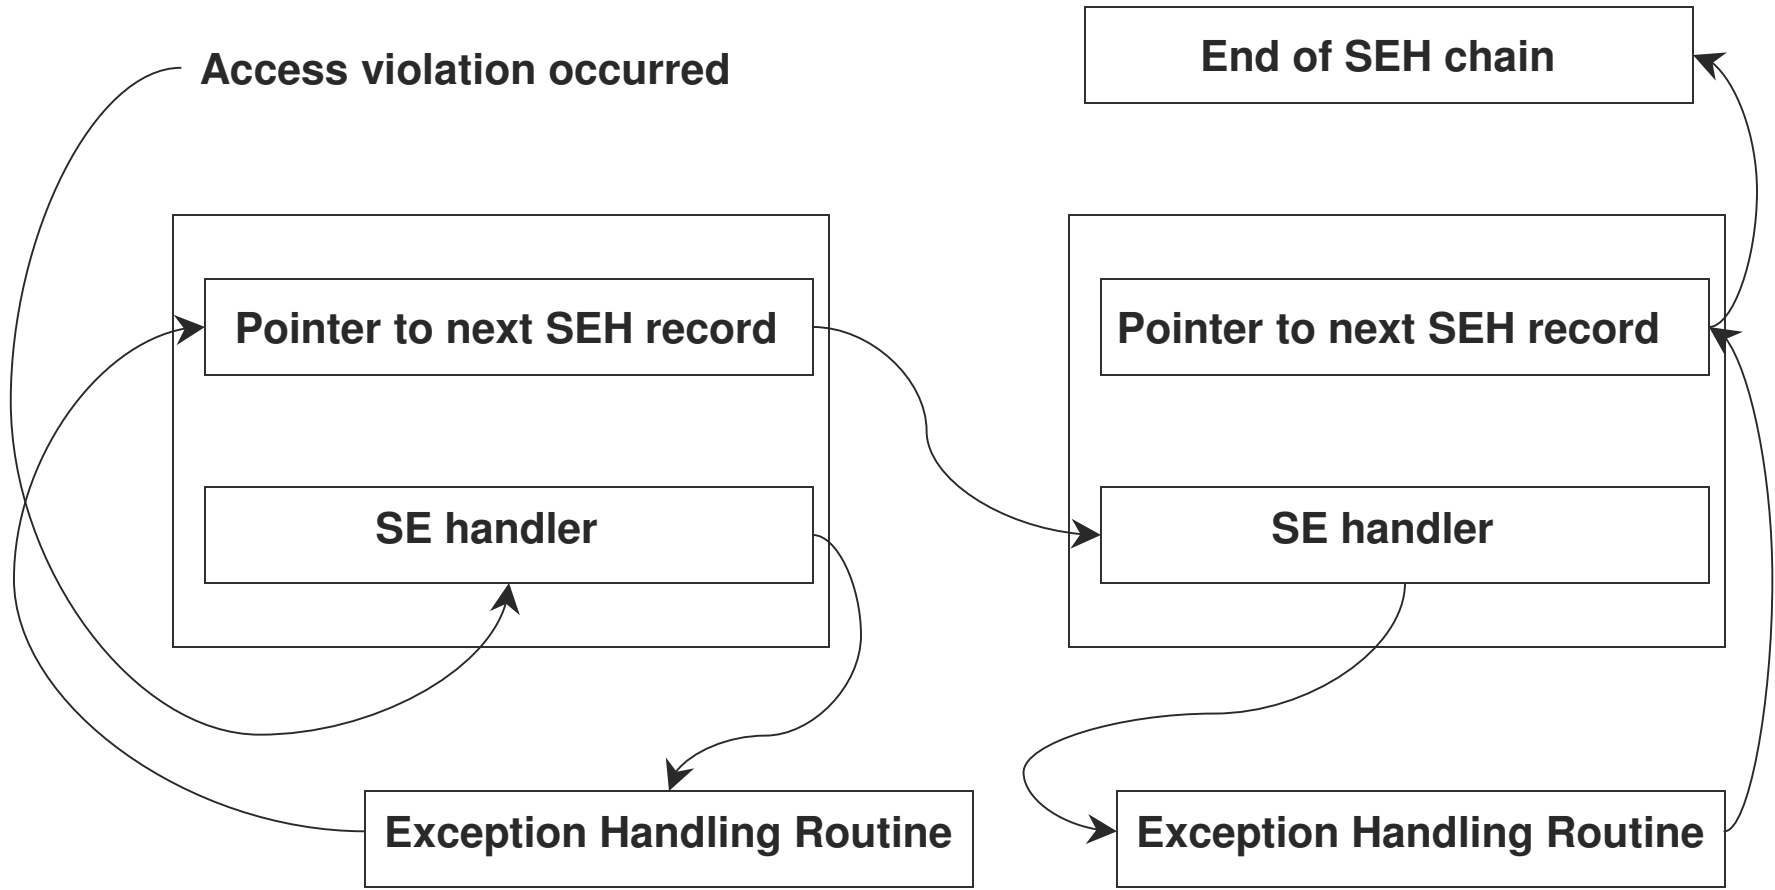 Access violation occurred
End of SEH chain
Pointer to next SEH record
Pointer to next SEH record
SE handler
SE handler
Exception Handling Routine
Exception Handling Routine